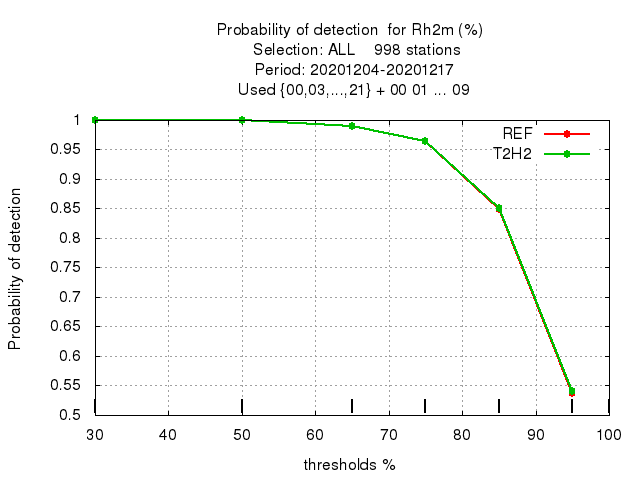 Probability of detection  for Rh2m (%)
Selection: ALL    998 stations
Period: 20201204-20201217
Used {00,03,...,21} + 00 01 ... 09
REF
T2H2
1
0.95
0.9
0.85
0.8
0.75
0.7
0.65
0.6
0.55
0.5
Probability of detection
30 40 50 60 70 80 90 100
thresholds %